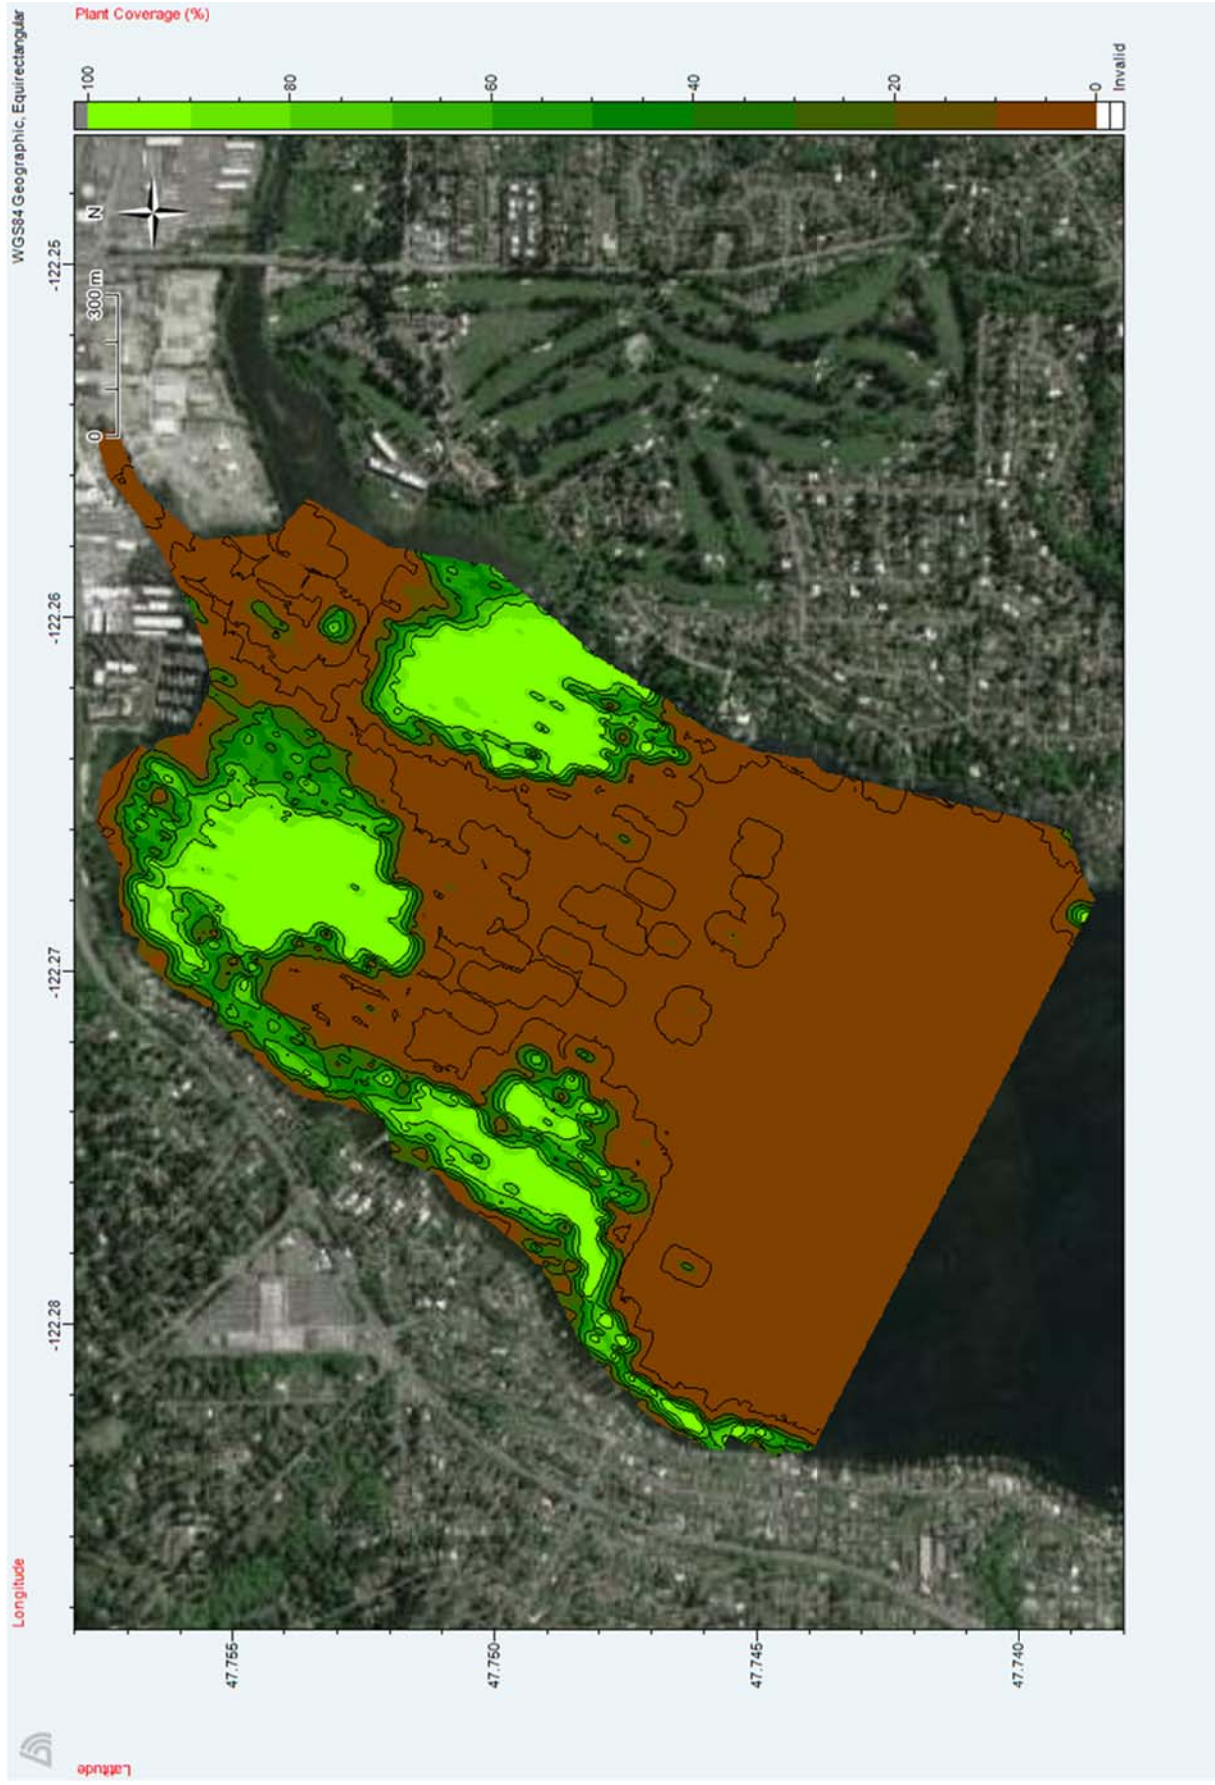 WGS84 Geographic, Equirectangular
Longitude
-122.28
-122.27
-122.26
-122.25
Plant Coverage (%)
100
80
60
40
20
0
Invalid
0
300 m
N
47.755
47.750
47.745
47.740
Latitude